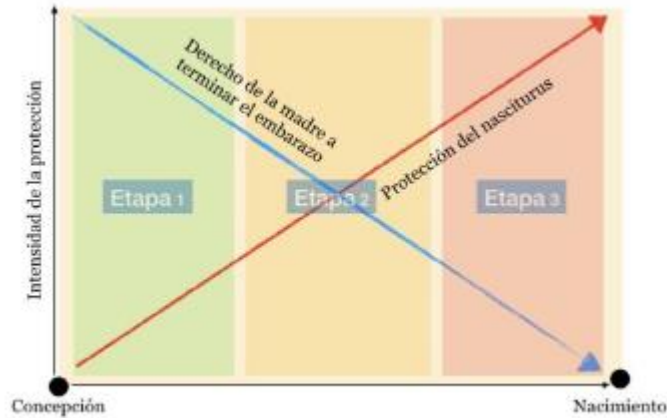 Intensidad de la protección
Derecho de la madre a
terminar el embarazo
Protección del nasciturus
Etapa 1
Etapa 2
Etapa 3
Concepción
Nacimiento